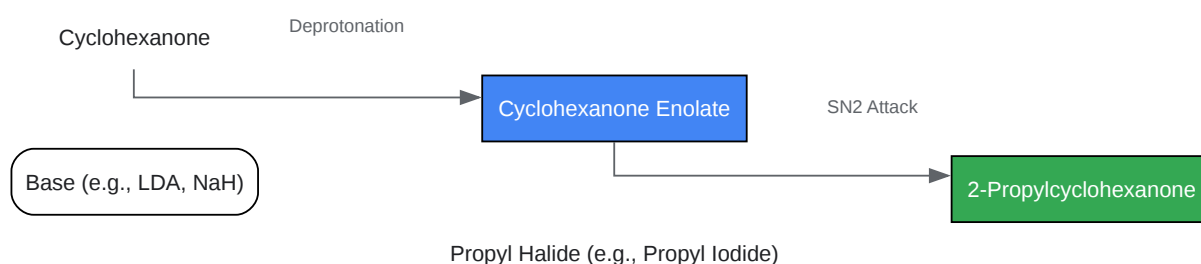 Cyclohexanone
Deprotonation
Cyclohexanone Enolate
SN2 Attack
Base (e.g., LDA, NaH)
2-Propylcyclohexanone
Propyl Halide (e.g., Propyl Iodide)